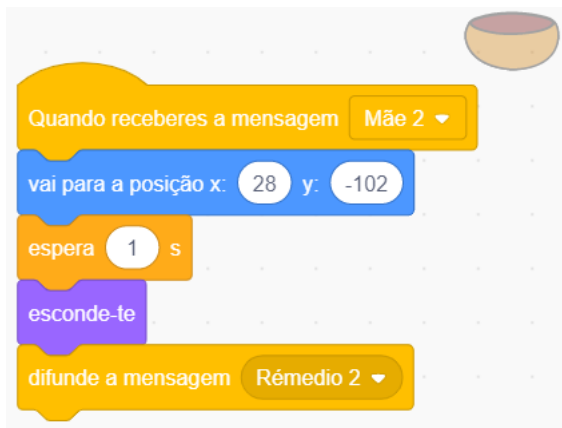 Quando receberes a mensagem Mãe 2
vai para a posição x: 28 y: -102
espera 1 s
esconde-te
difunde a mensagem Rémedio 2